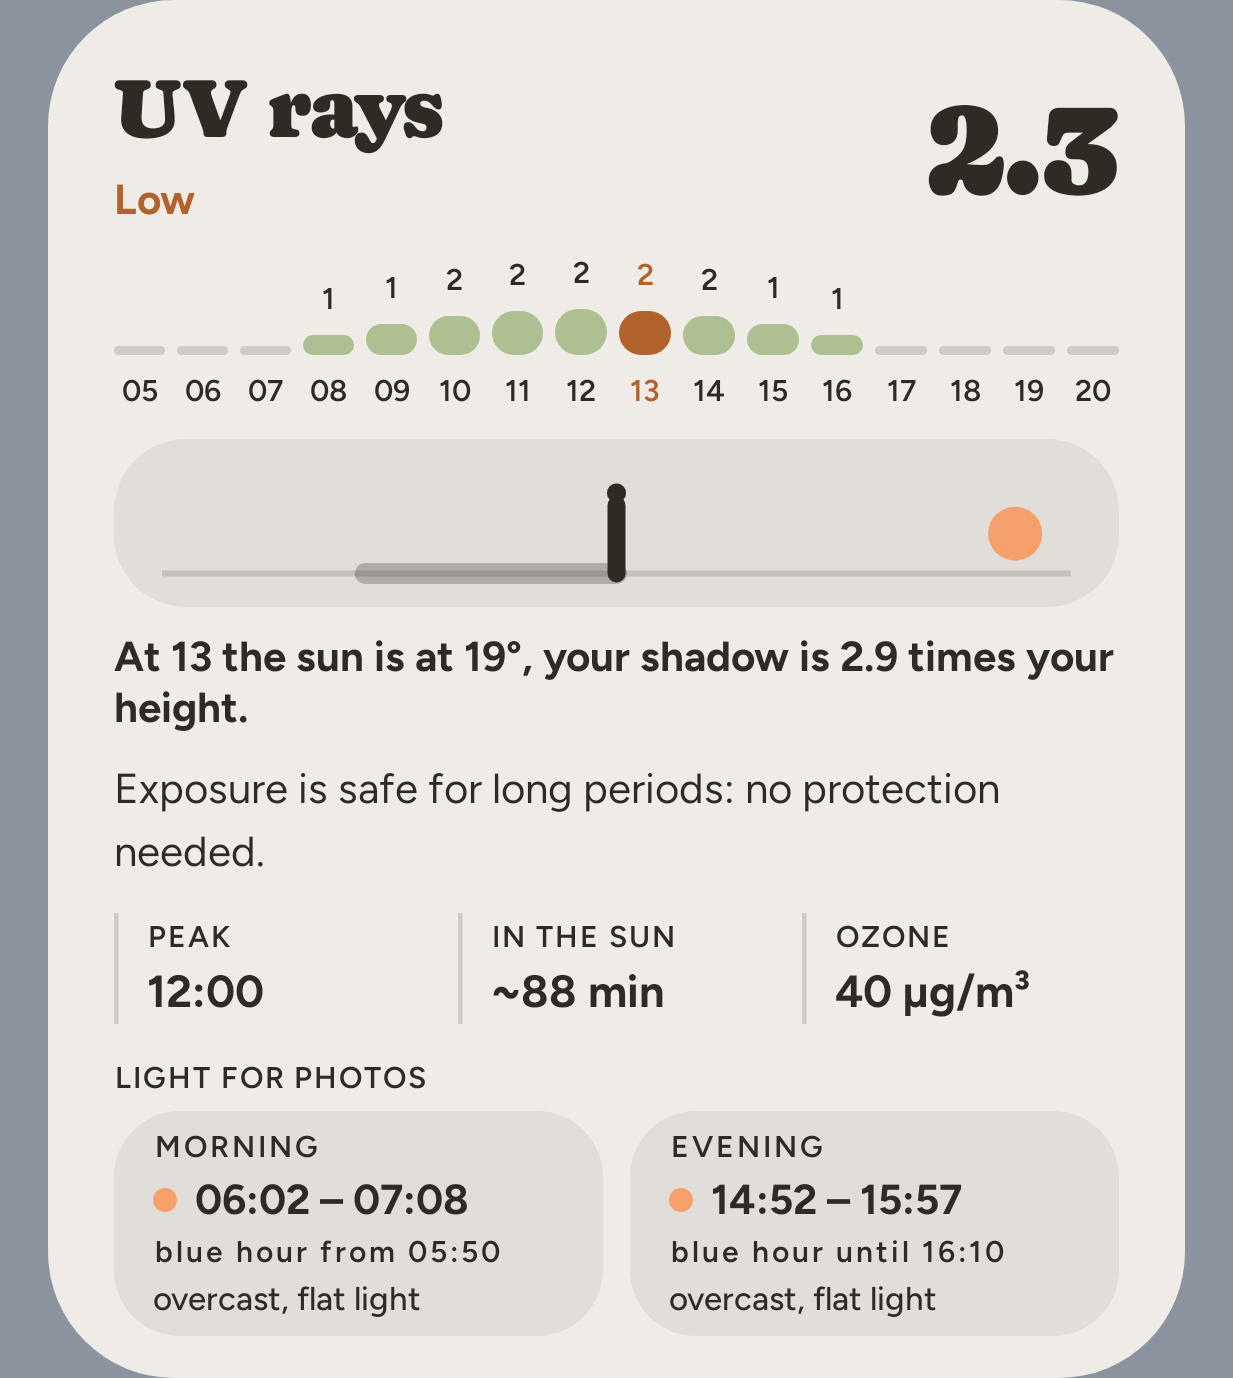 UV rays
2.3
Low
1 1 2 2 2 2 2 1 1
05 06 07 08 09 10 11 12 13 14 15 16 17 18 19 20
At 13 the sun is at 19°, your shadow is 2.9 times your
height.
Exposure is safe for long periods: no protection
needed.
PEAK IN THE SUN OZONE
12:00 ~88 min 40 µg/m³
LIGHT FOR PHOTOS
MORNING
06:02 – 07:08
blue hour from 05:50
overcast, flat light
EVENING
14:52 – 15:57
blue hour until 16:10
overcast, flat light